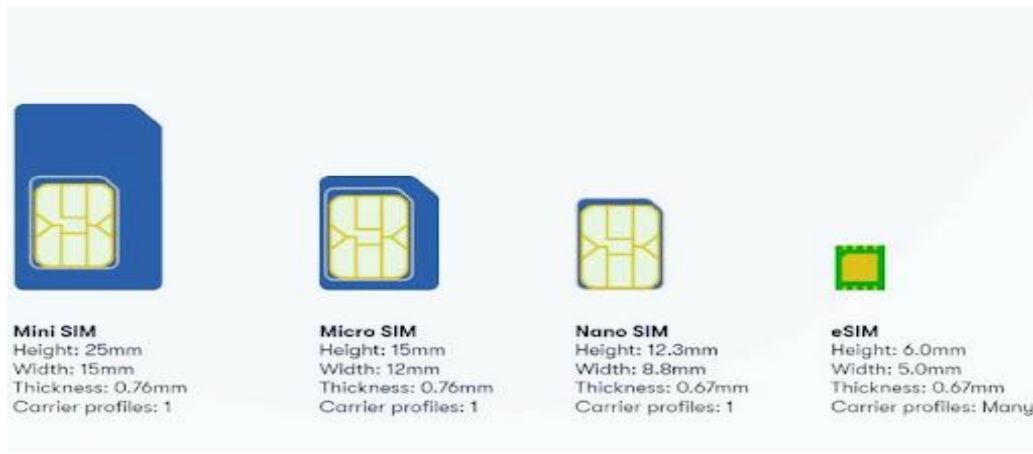 Mini SIM
Height: 25mm
Width: 15mm
Thickness: 0.76mm
Carrier profiles: 1
Micro SIM
Height: 15mm
Width: 12mm
Thickness: 0.76mm
Carrier profiles: 1
Nano SIM
Height: 12.3mm
Width: 8.8mm
Thickness: 0.67mm
Carrier profiles: 1
eSIM
Height: 6.0mm
Width: 5.0mm
Thickness: 0.67mm
Carrier profiles: Many